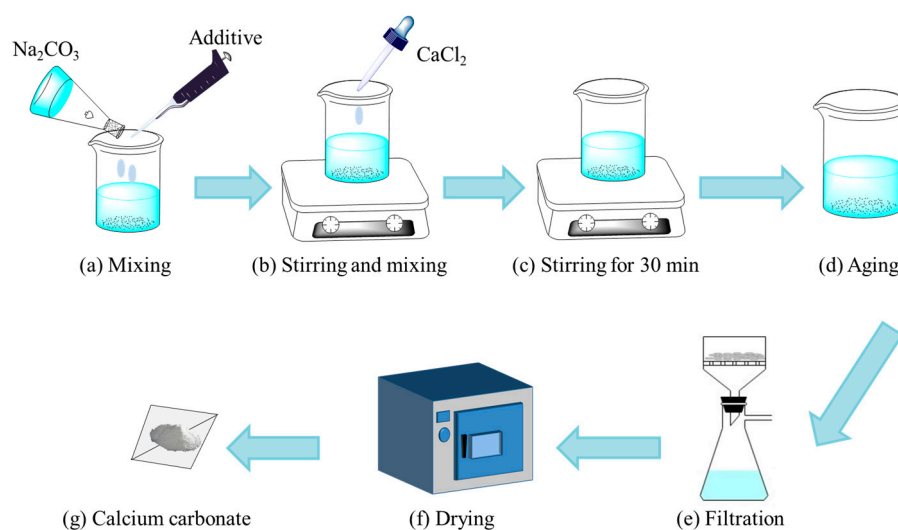 Na₂CO₃
Additive
CaCl₂
(a) Mixing
(b) Stirring and mixing
(c) Stirring for 30 min
(d) Aging
(g) Calcium carbonate
(f) Drying
(e) Filtration